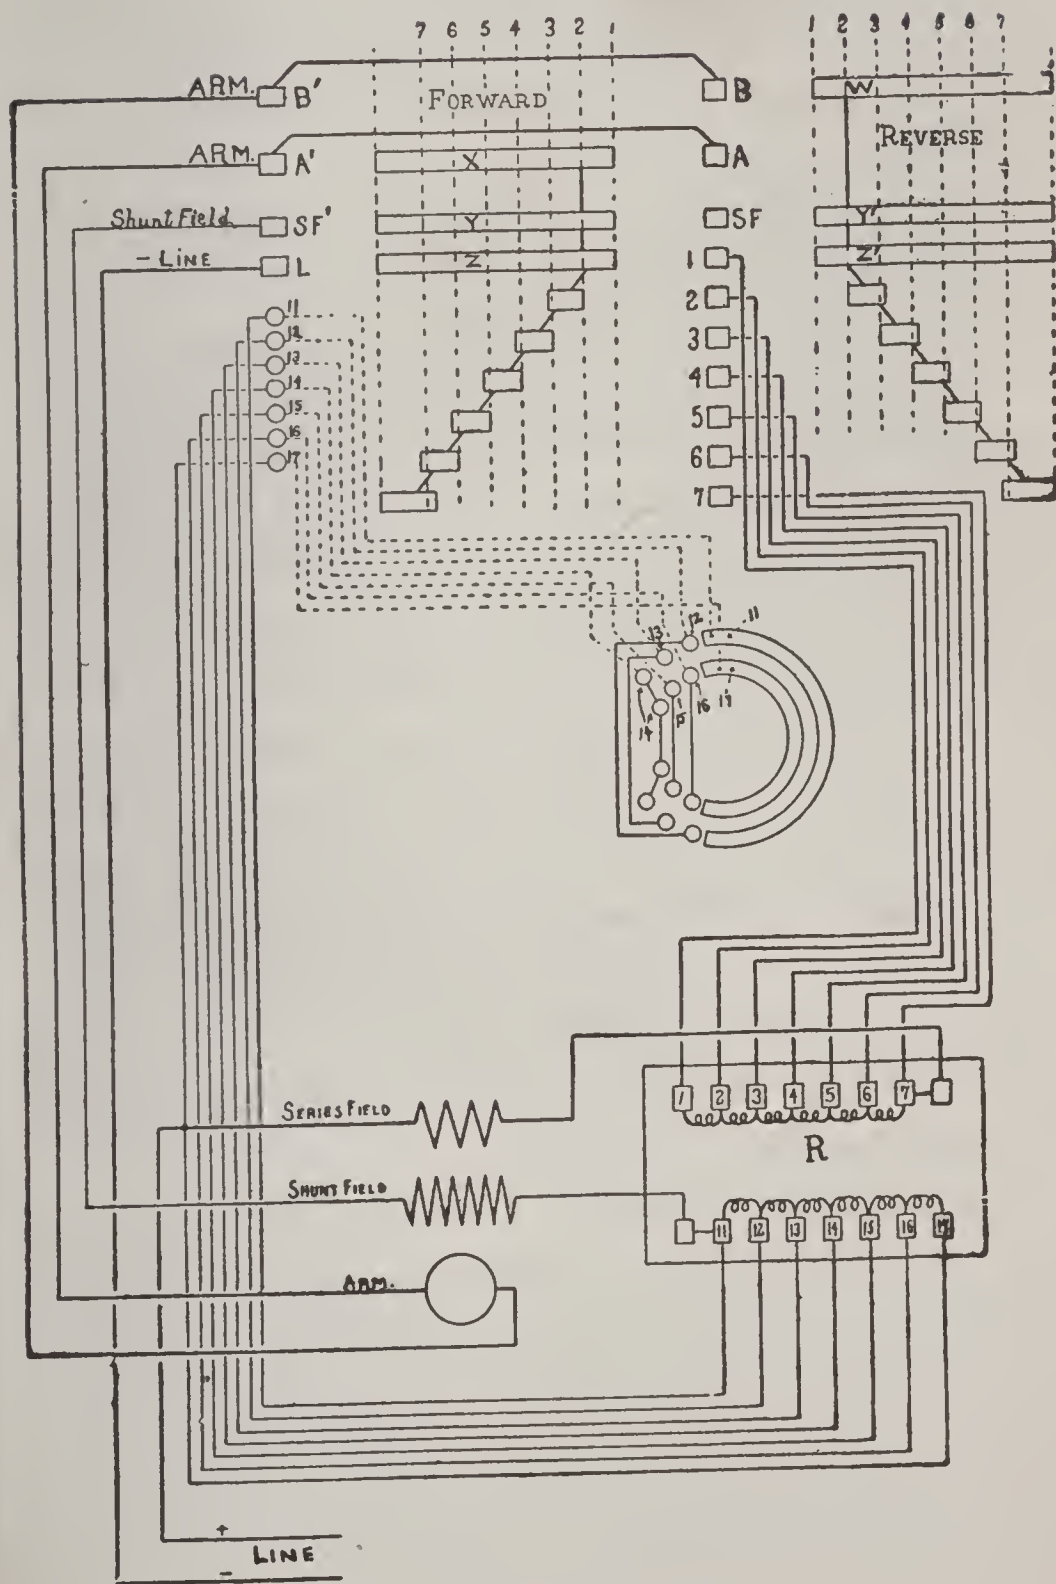 7 6 5 4 3 2 1
1 2 3 4 5 6 7
ARM. B'
FORWARD
B
W
REVERSE
ARM. A'
X
A
Shunt Field SF'
Y
SF
Y'
- LINE L
Z
1
Z'
2
3
4
5
6
7
11
12
13
14
15
16
17
13 12 11
14 15 16 17
SERIES FIELD
1 2 3 4 5 6 7
R
SHUNT FIELD
11 12 13 14 15 16 17
ARM.
+
LINE
-